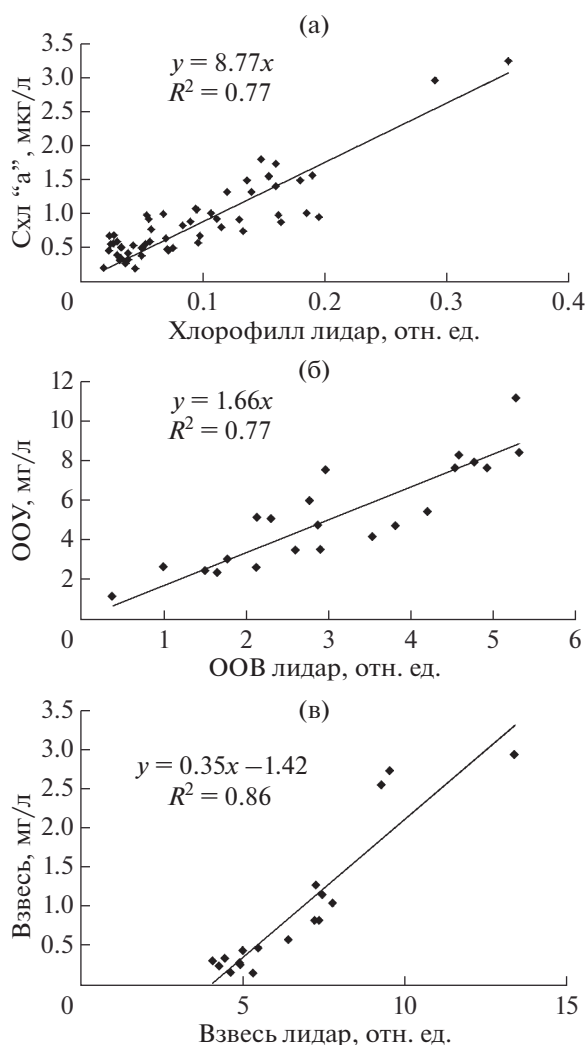 (а)
3.5
3.0
2.5
2.0
1.5
1.0
0.5
0
0.1
0.2
0.3
0.4
y = 8.77x
R² = 0.77
Схл “а”, мкг/л
Хлорофилл лидар, отн. ед.
(б)
12
10
8
6
4
2
0
1
2
3
4
5
6
y = 1.66x
R² = 0.77
ООУ, мг/л
ООВ лидар, отн. ед.
(в)
3.5
3.0
2.5
2.0
1.5
1.0
0.5
0
5
10
15
y = 0.35x – 1.42
R² = 0.86
Взвесь, мг/л
Взвесь лидар, отн. ед.